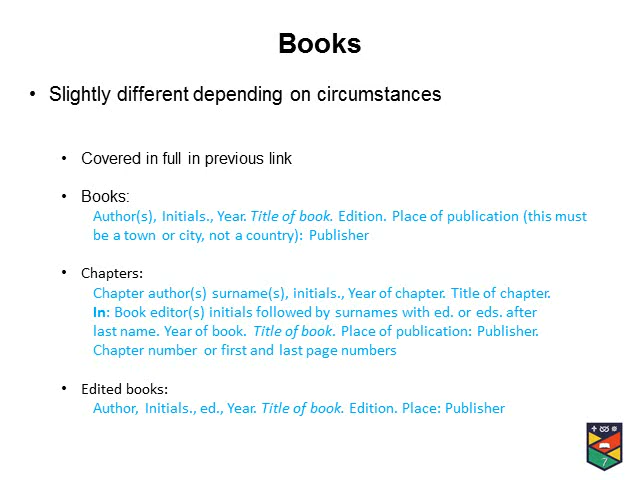 Books
• Slightly different depending on circumstances
• Covered in full in previous link
• Books:
Author(s), Initials., Year. Title of book. Edition. Place of publication (this must
be a town or city, not a country): Publisher
• Chapters:
Chapter author(s) surname(s), initials., Year of chapter. Title of chapter.
In: Book editor(s) initials followed by surnames with ed. or eds. after
last name. Year of book. Title of book. Place of publication: Publisher.
Chapter number or first and last page numbers
• Edited books:
Author, Initials., ed., Year. Title of book. Edition. Place: Publisher